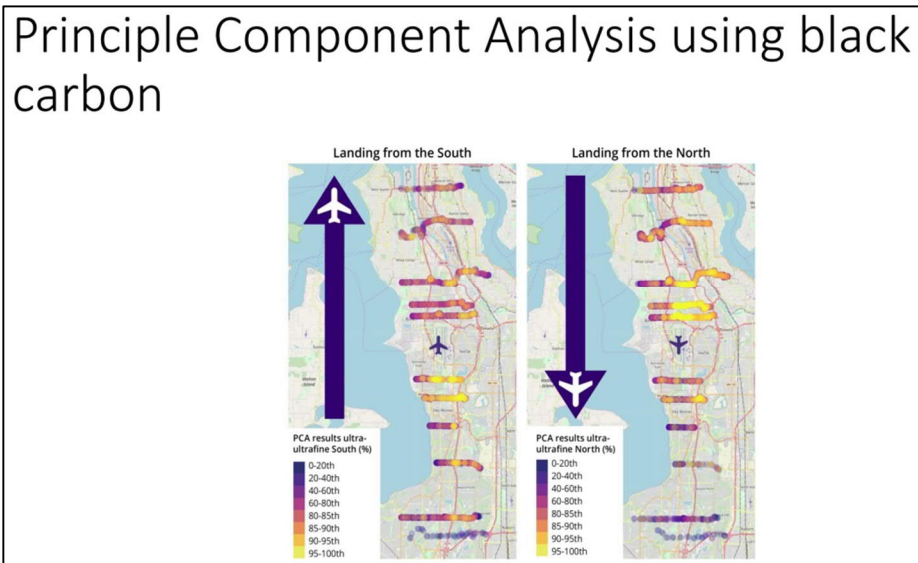 Principle Component Analysis using black
carbon
Landing from the South
Landing from the North
PCA results ultra-
ultrafine South (%)
0-20th
20-40th
40-60th
60-80th
80-85th
85-90th
90-95th
95-100th
PCA results ultra-
ultrafine North (%)
0-20th
20-40th
40-60th
60-80th
80-85th
85-90th
90-95th
95-100th